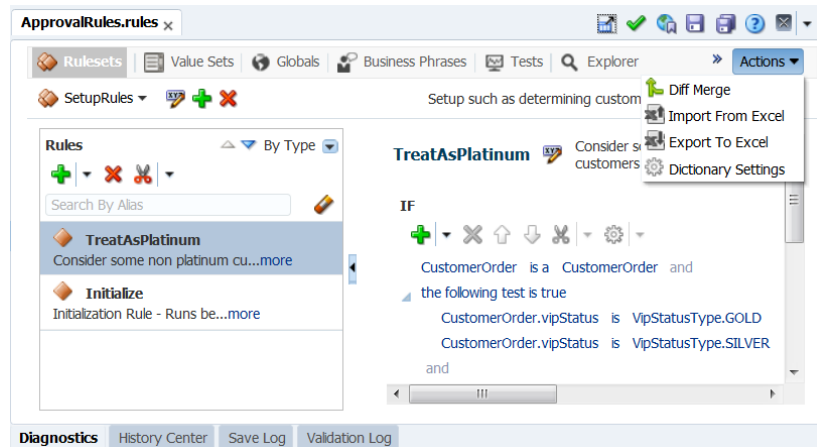 ApprovalRules.rules x
Rulesets Value Sets Globals Business Phrases Tests Explorer » Actions
Diff Merge
Import From Excel
Export To Excel
Dictionary Settings
SetupRules
Setup such as determining custom
Rules By Type
Search By Alias
TreatAsPlatinum
Consider some non platinum cu...more
Initialize
Initialization Rule - Runs be...more
TreatAsPlatinum
Consider s
customers
IF
CustomerOrder is a CustomerOrder and
the following test is true
CustomerOrder.vipStatus is VipStatusType.GOLD
CustomerOrder.vipStatus is VipStatusType.SILVER
and
Diagnostics History Center Save Log Validation Log